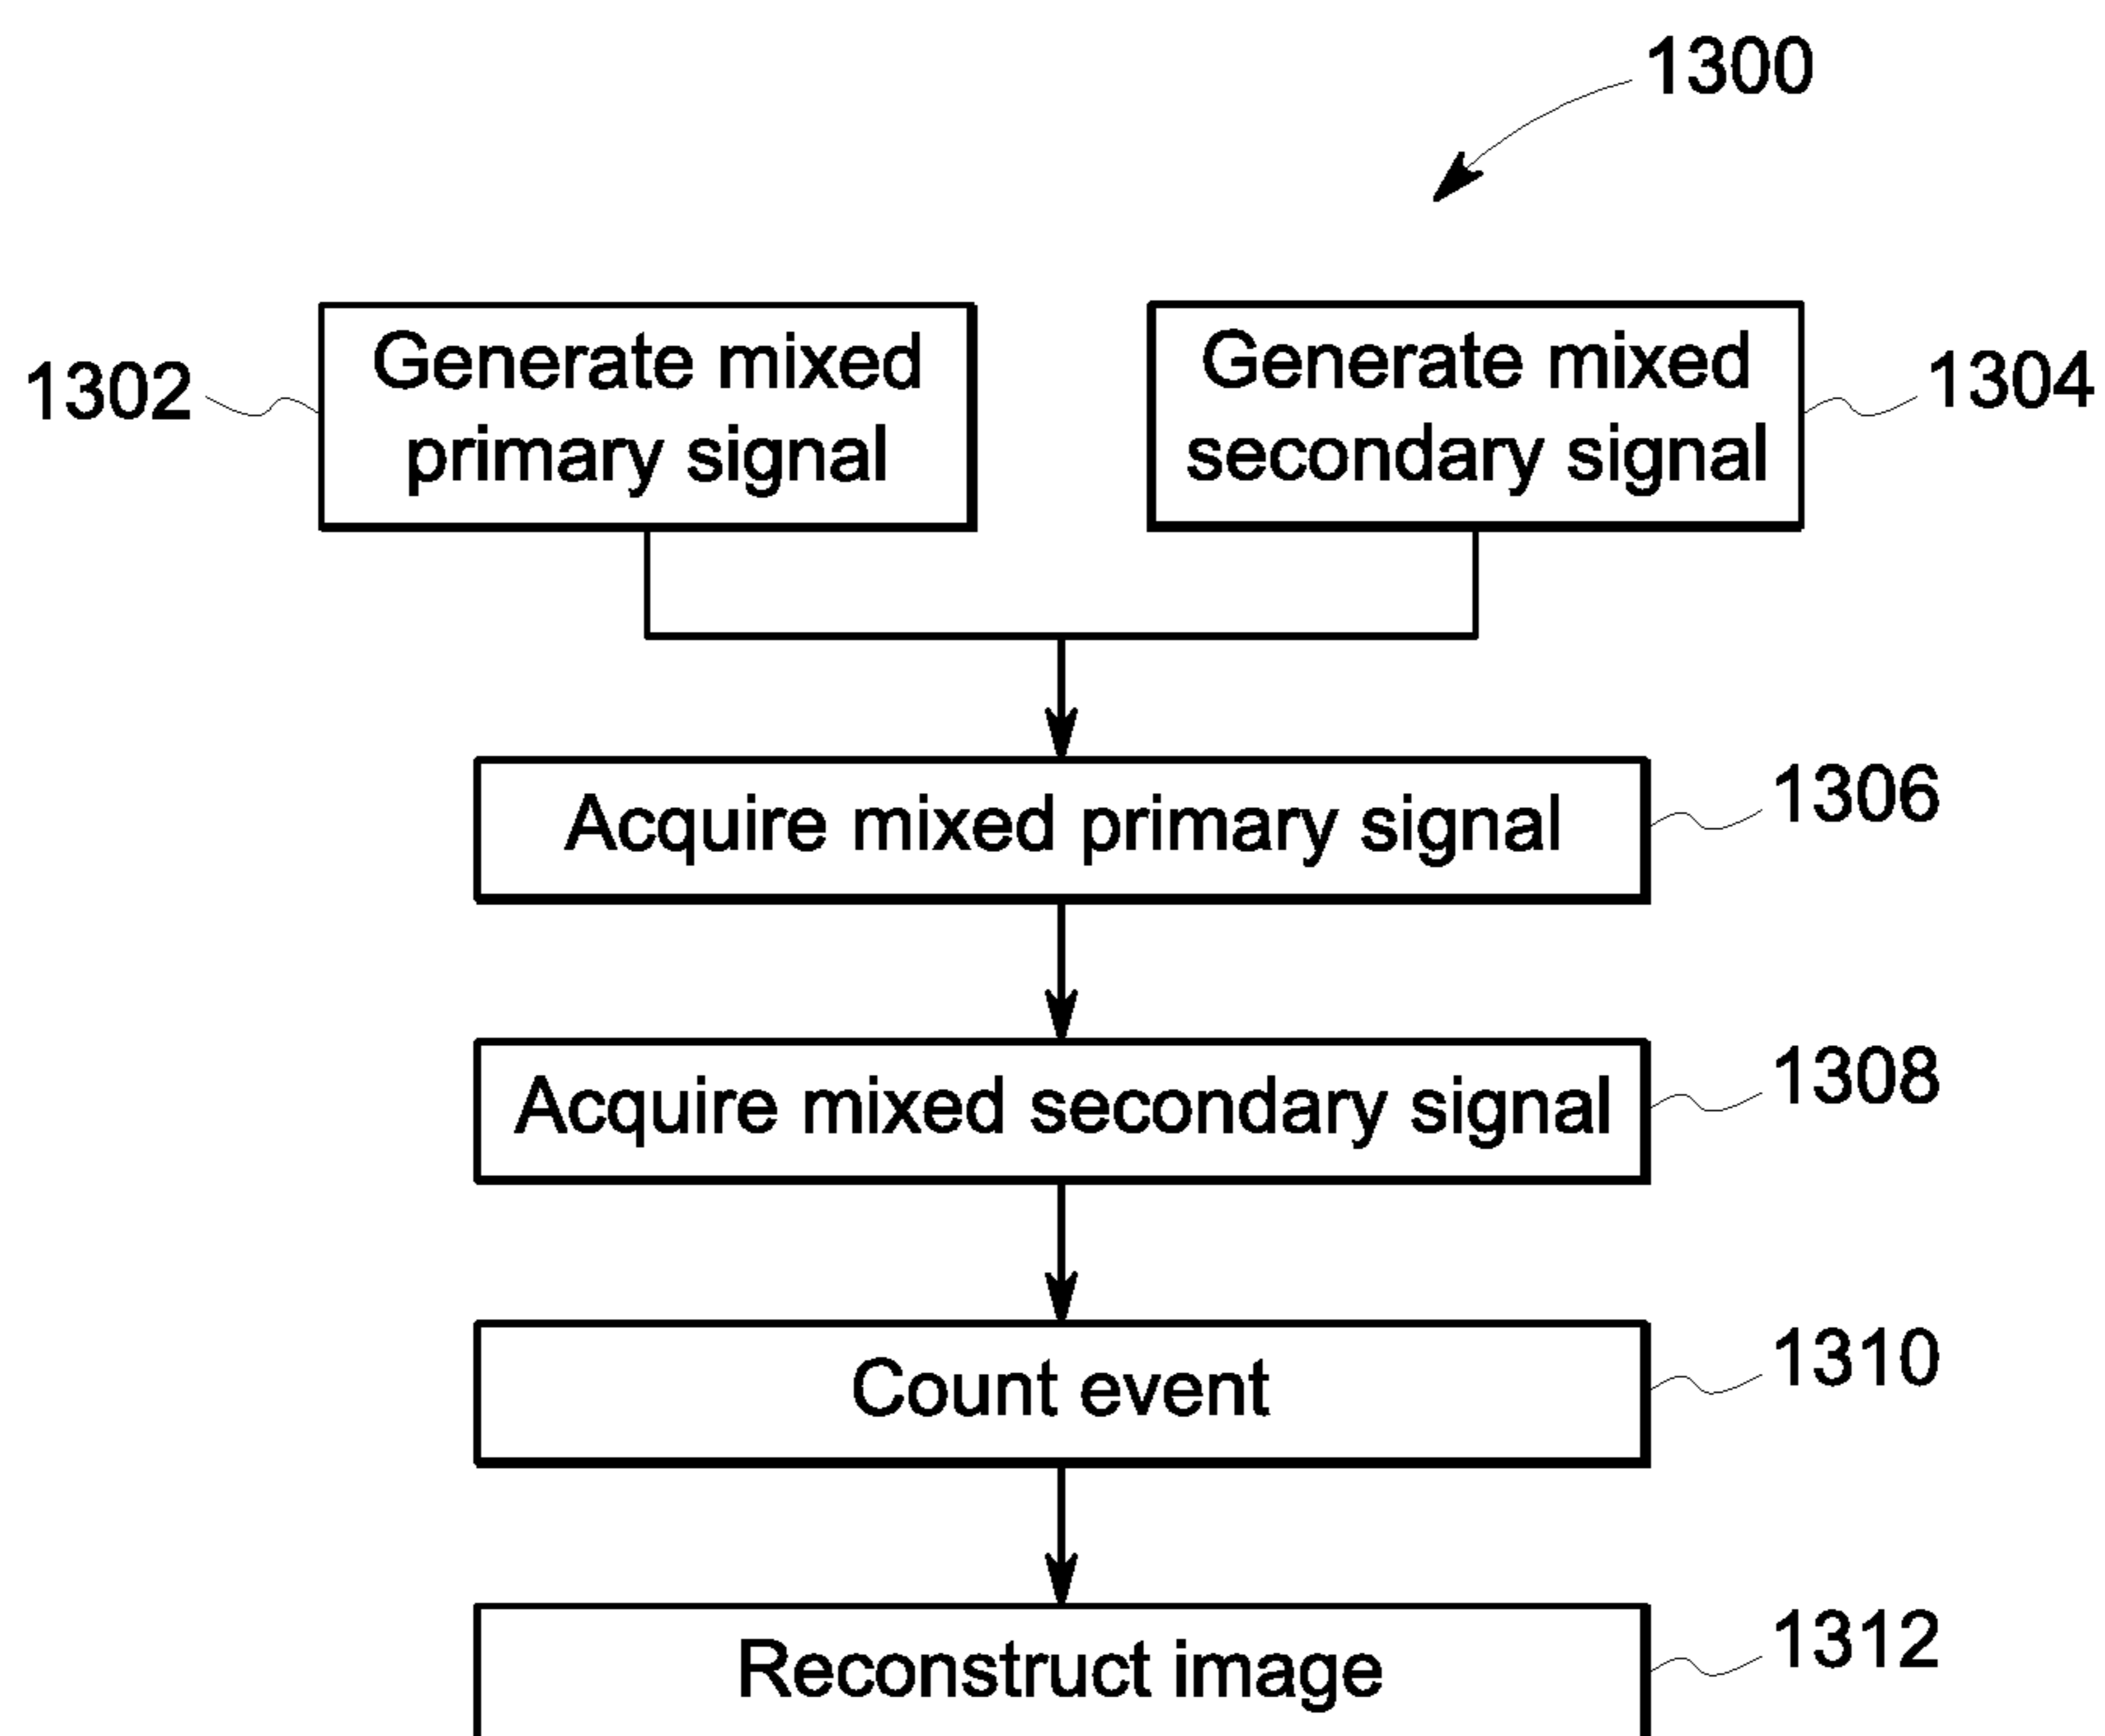 1300
1302
Generate mixed
primary signal
Generate mixed
secondary signal
1304
Acquire mixed primary signal
1306
Acquire mixed secondary signal
1308
Count event
1310
Reconstruct image
1312